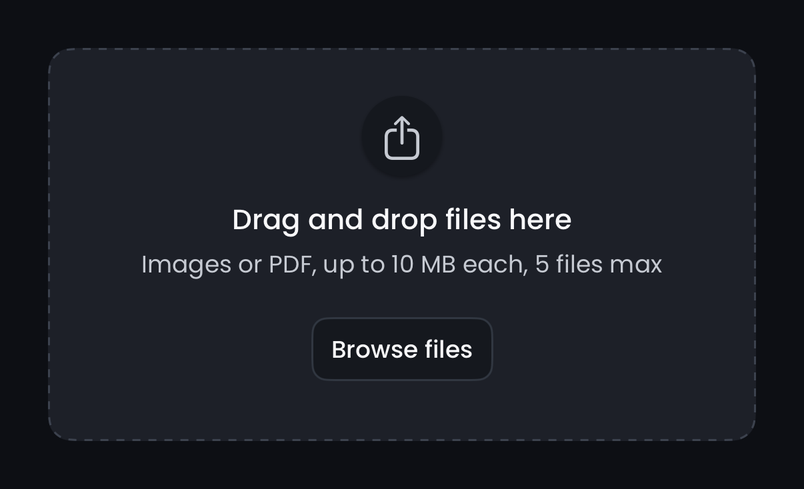 Drag and drop files here
Images or PDF, up to 10 MB each, 5 files max
Browse files